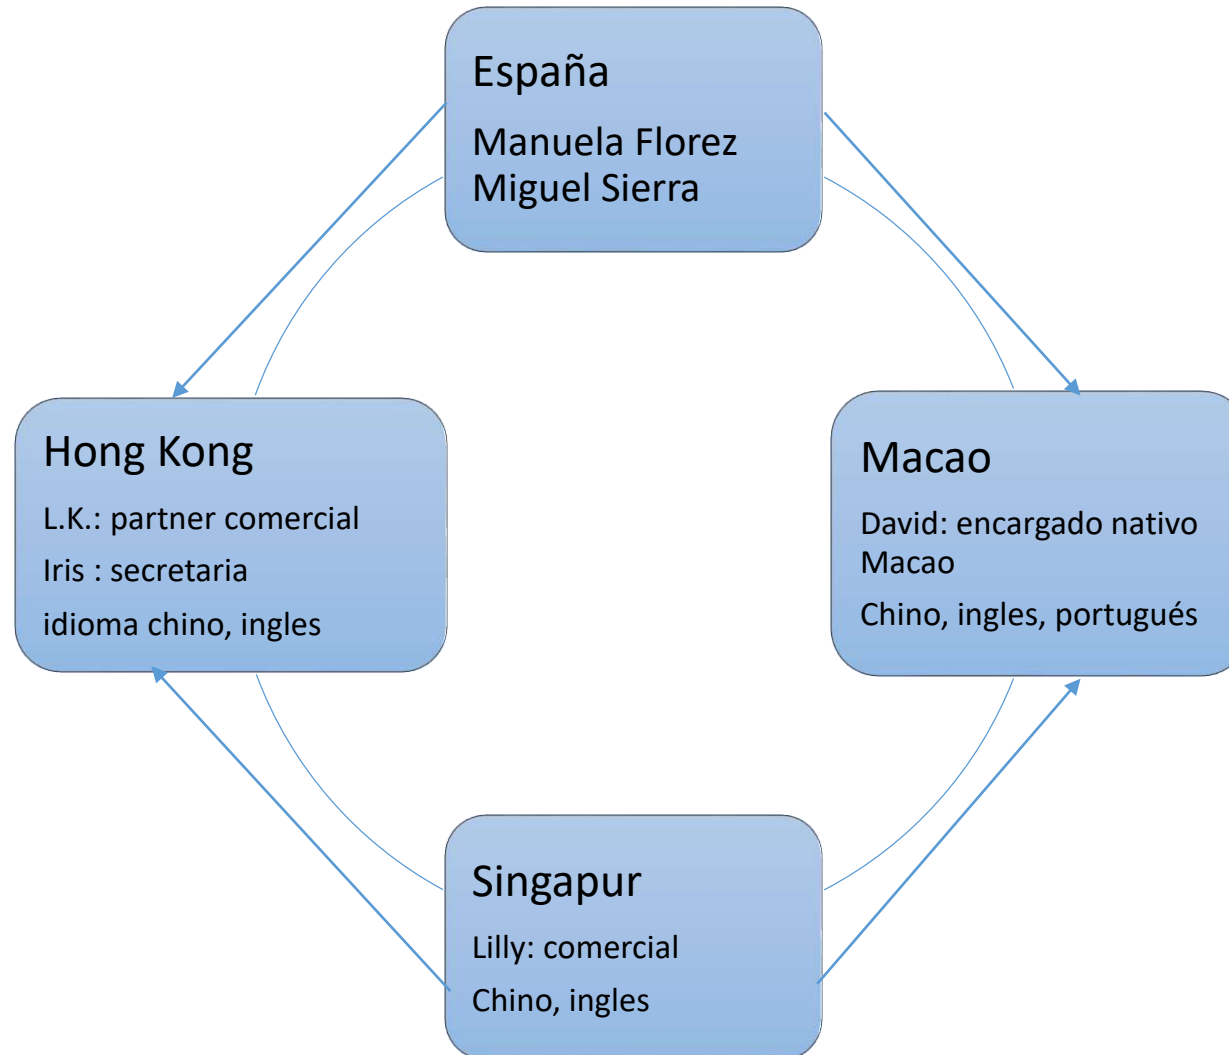 España
Manuela Florez
Miguel Sierra
Hong Kong
L.K.: partner comercial
Iris : secretaria
idioma chino, ingles
Macao
David: encargado nativo
Macao
Chino, ingles, portugués
Singapur
Lilly: comercial
Chino, ingles